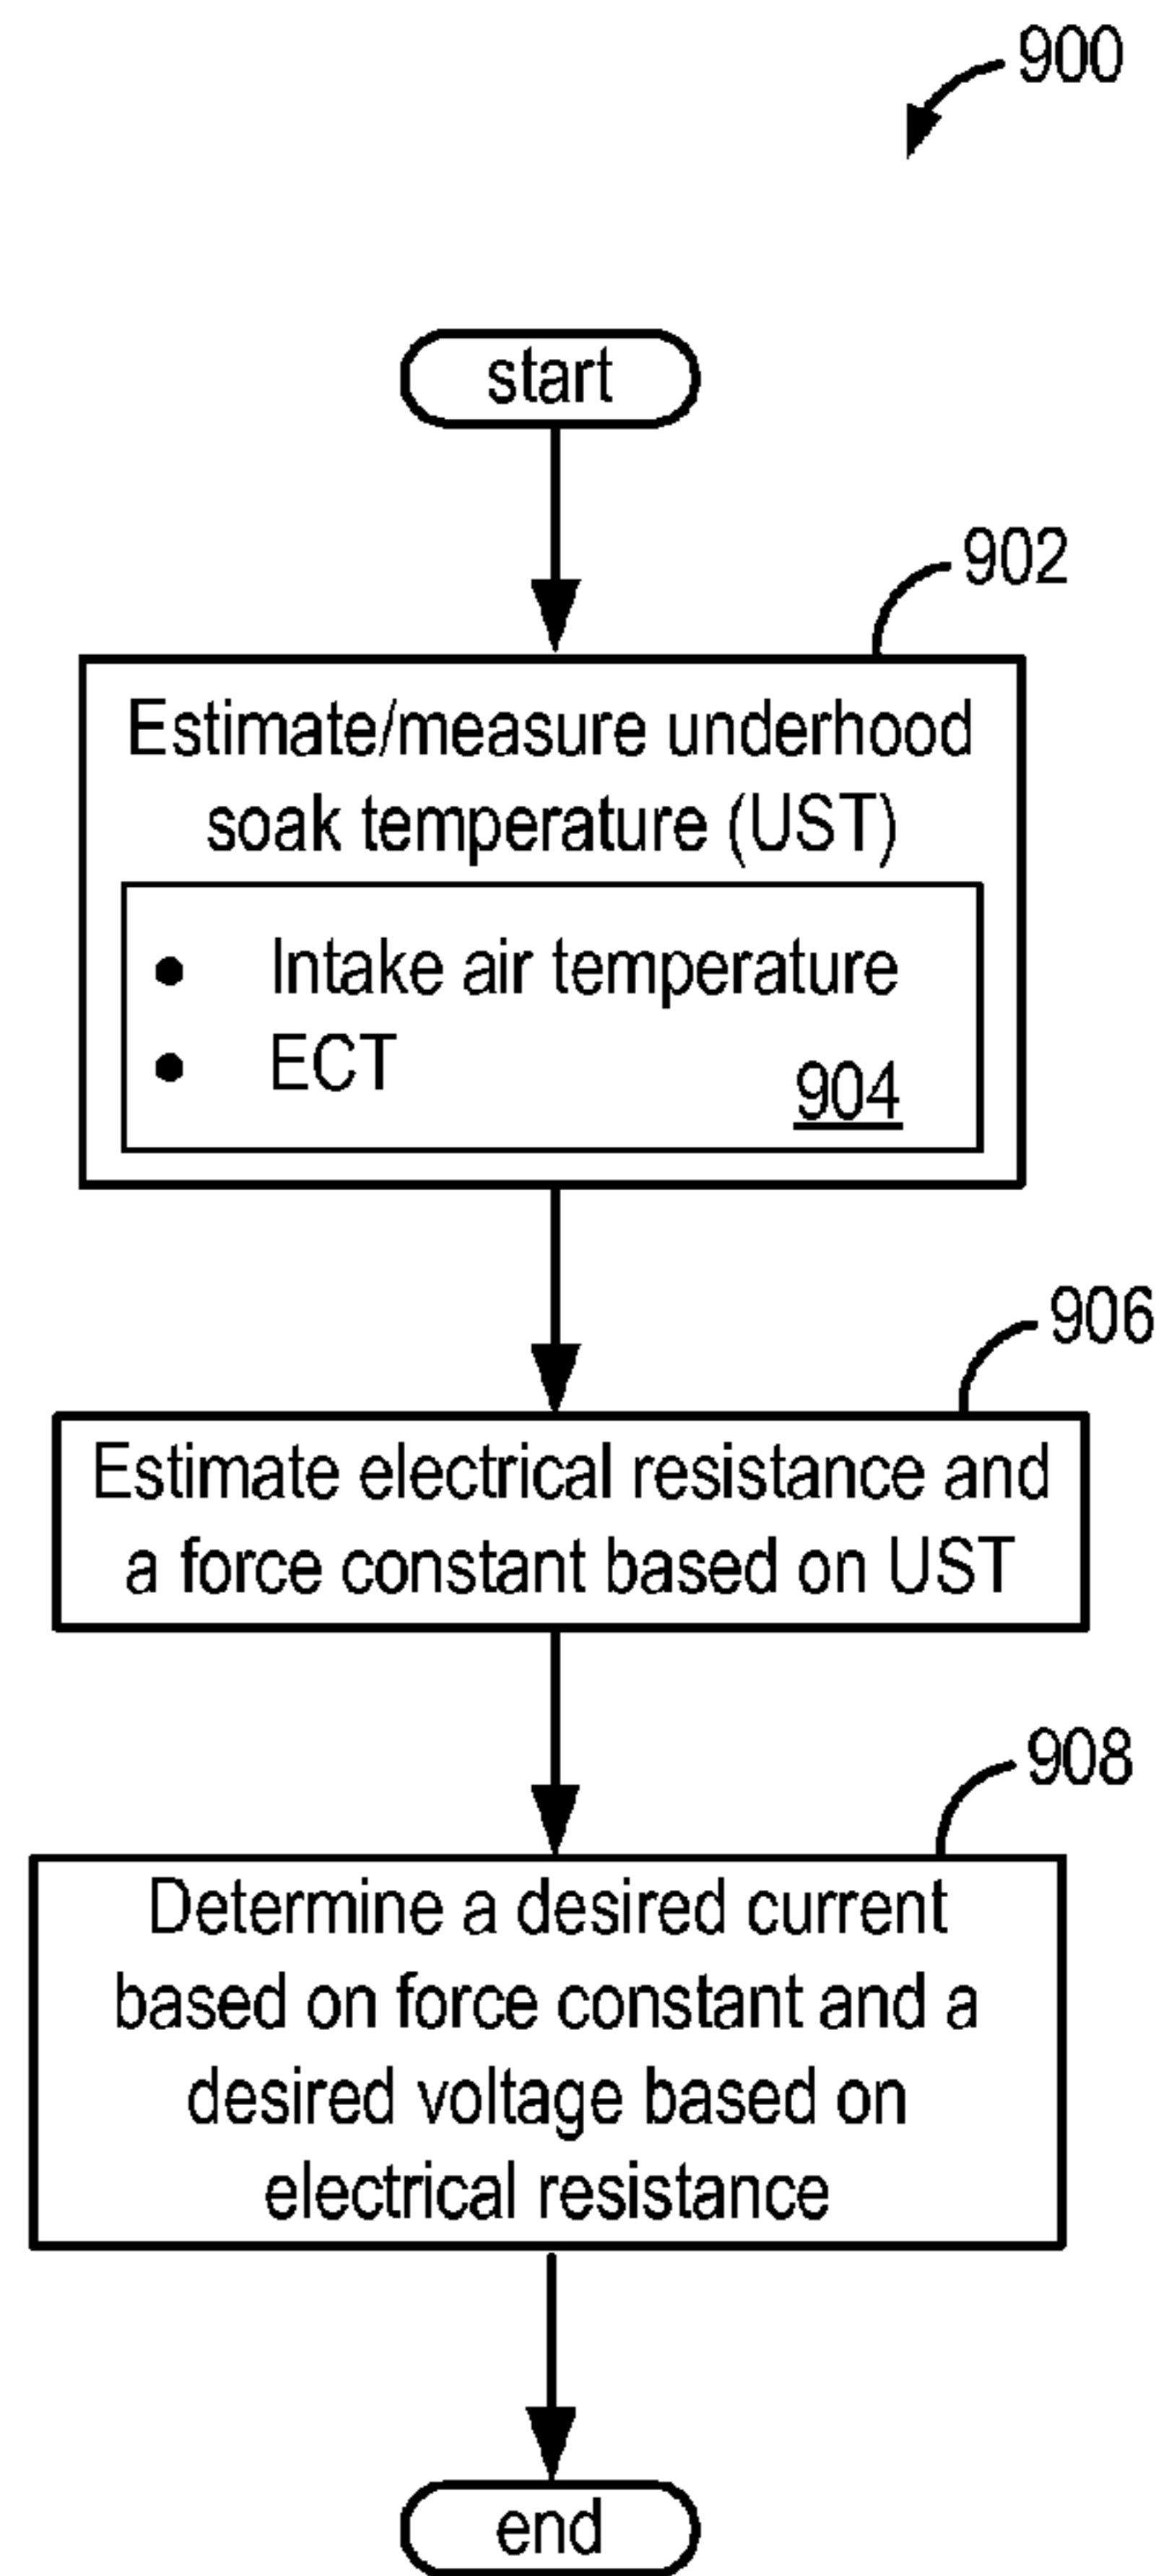 900
start
902
Estimate/measure underhood
soak temperature (UST)
● Intake air temperature
● ECT
904
906
Estimate electrical resistance and
a force constant based on UST
908
Determine a desired current
based on force constant and a
desired voltage based on
electrical resistance
end